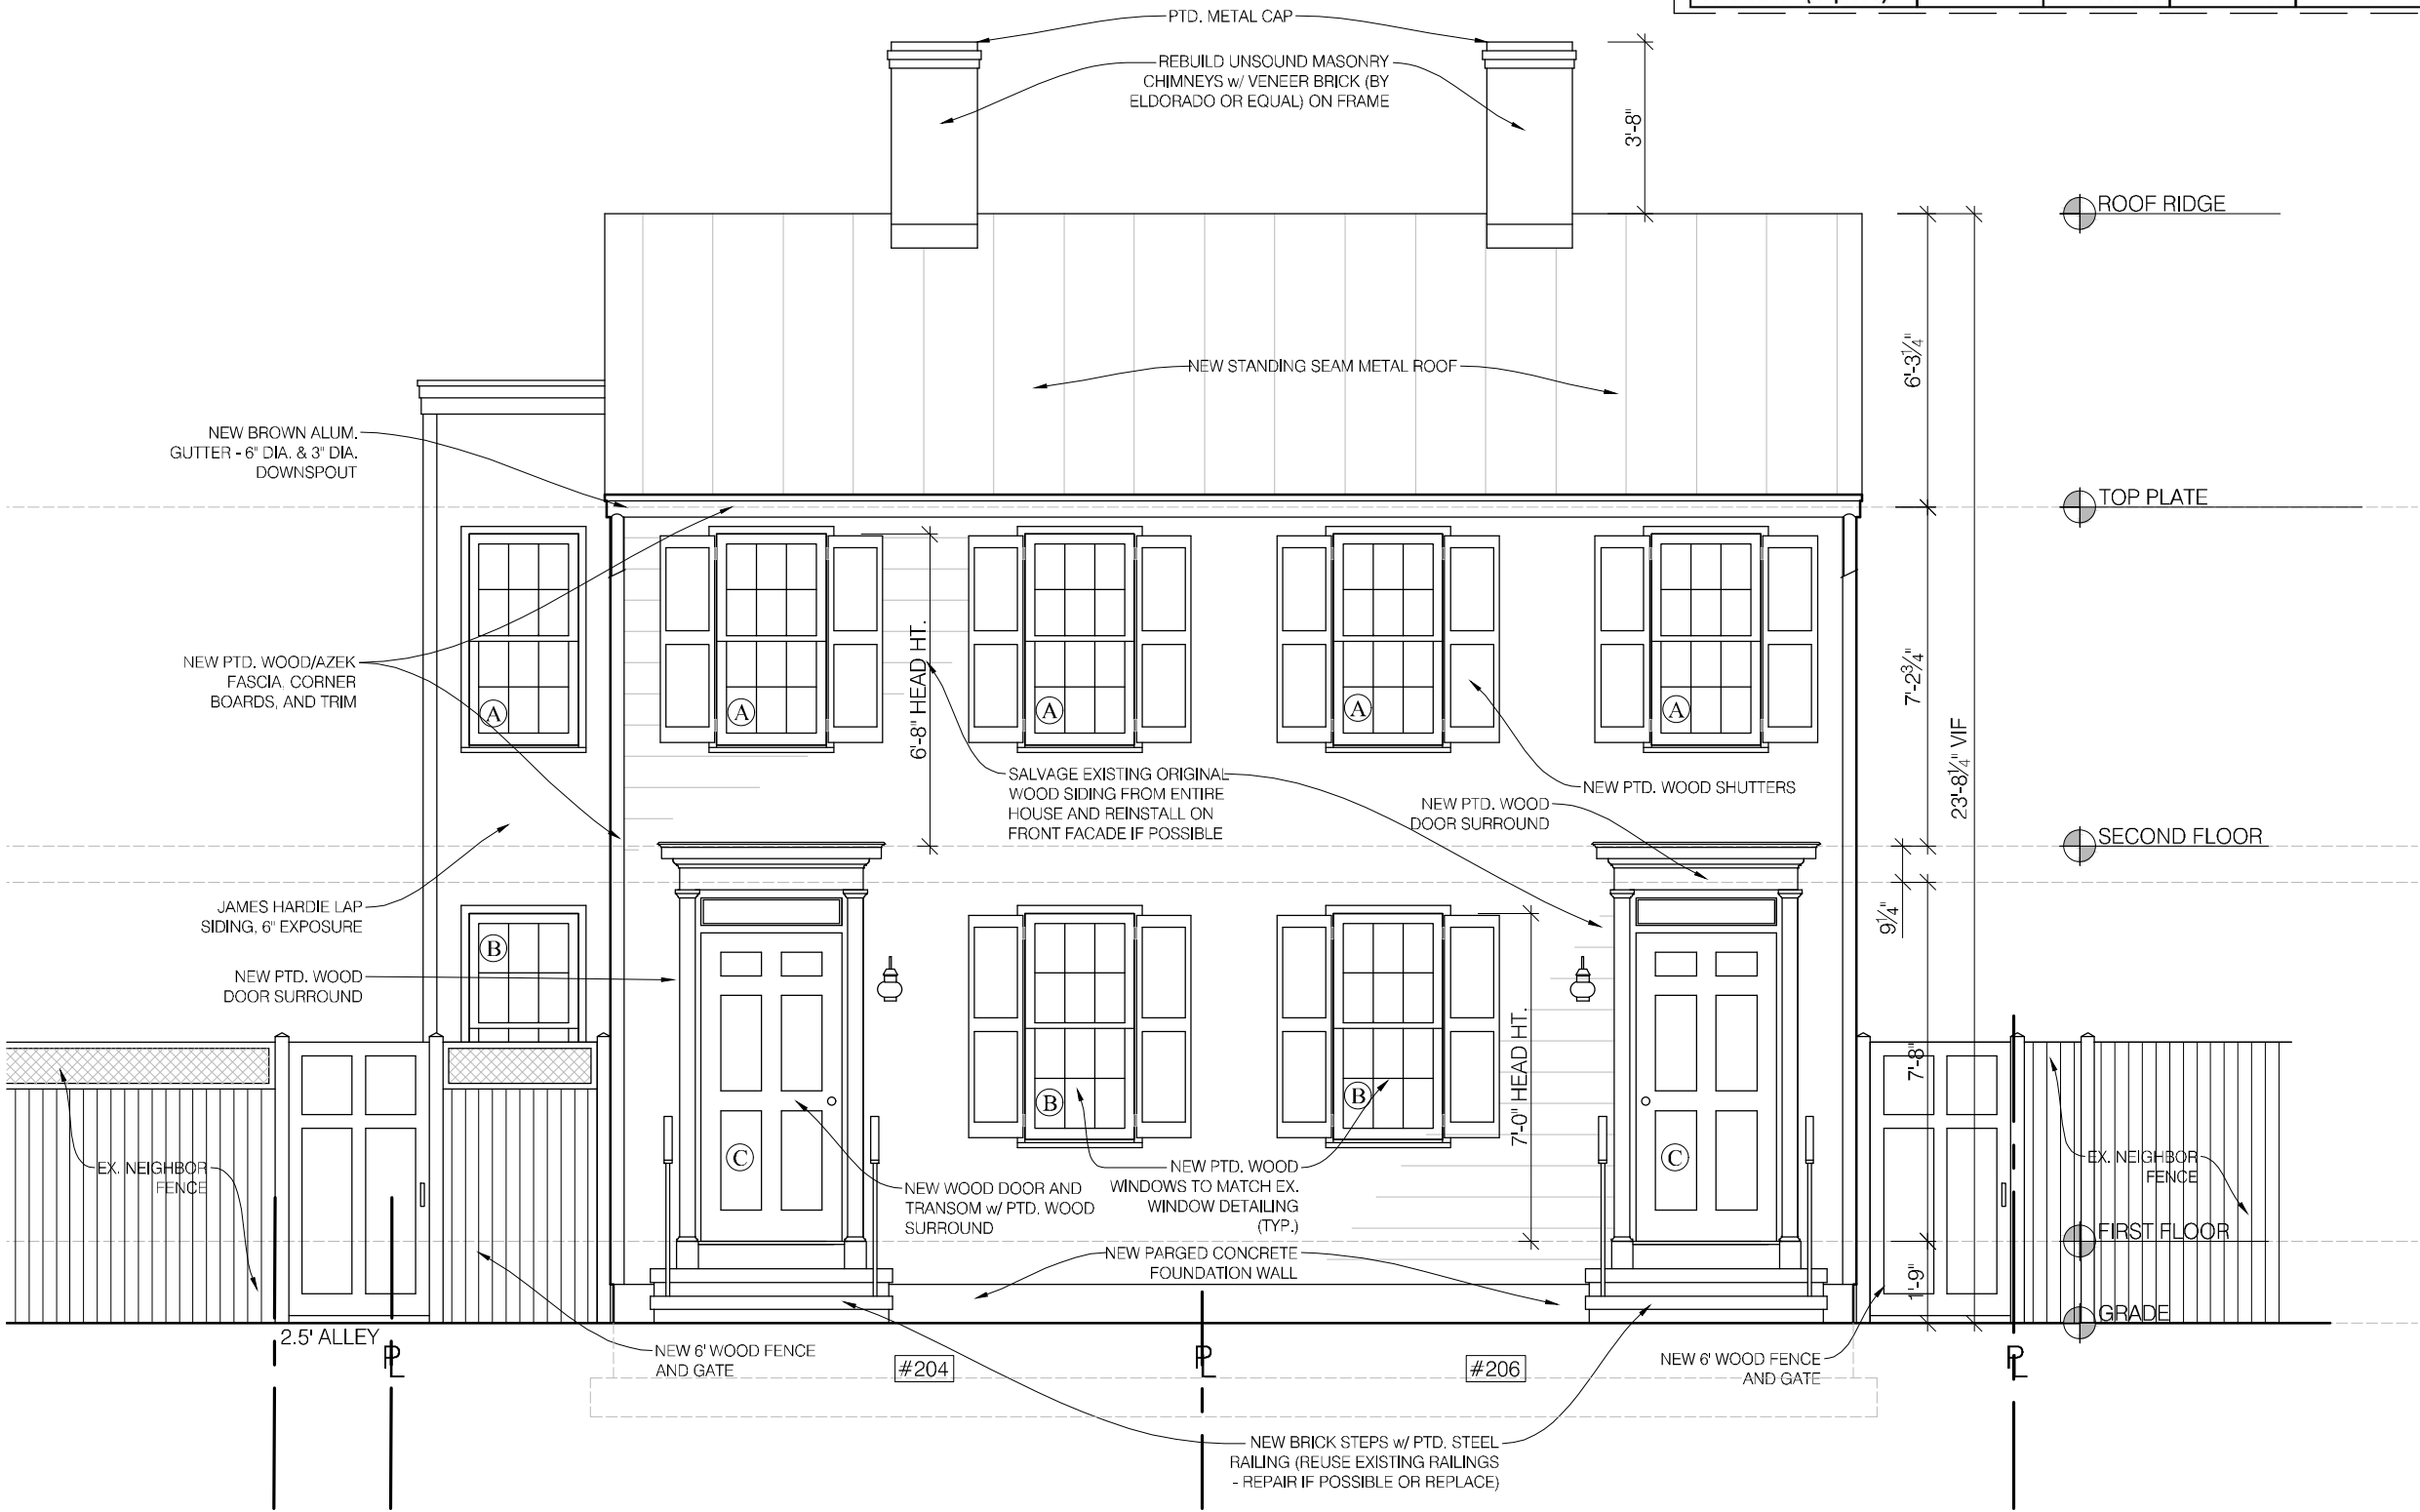 PTD. METAL CAP
REBUILD UNSOUND MASONRY
CHIMNEYS w/ VENEER BRICK (BY
ELDORADO OR EQUAL) ON FRAME
3'-8"
ROOF RIDGE
NEW STANDING SEAM METAL ROOF
6'-3 1/4"
NEW BROWN ALUM.
GUTTER - 6" DIA. & 3" DIA.
DOWNSPOUT
TOP PLATE
NEW PTD. WOOD/AZEK
FASCIA, CORNER
BOARDS, AND TRIM
A
A
A
A
A
6'-8" HEAD HT.
7'-2 3/4"
23'-8 1/4" VIF
SALVAGE EXISTING ORIGINAL
WOOD SIDING FROM ENTIRE
HOUSE AND REINSTALL ON
FRONT FACADE IF POSSIBLE
NEW PTD. WOOD SHUTTERS
NEW PTD. WOOD
DOOR SURROUND
SECOND FLOOR
JAMES HARDIE LAP
SIDING, 6" EXPOSURE
9 1/4"
B
NEW PTD. WOOD
DOOR SURROUND
7'-0" HEAD HT.
7'-8"
B
B
C
C
EX. NEIGHBOR
FENCE
NEW WOOD DOOR AND
TRANSOM w/ PTD. WOOD
SURROUND
NEW PTD. WOOD
WINDOWS TO MATCH EX.
WINDOW DETAILING
(TYP.)
EX. NEIGHBOR
FENCE
FIRST FLOOR
NEW PARGED CONCRETE
FOUNDATION WALL
1'-9"
GRADE
2.5' ALLEY
PL
NEW 6' WOOD FENCE
AND GATE
#204
PL
#206
NEW 6' WOOD FENCE
AND GATE
PL
NEW BRICK STEPS w/ PTD. STEEL
RAILING (REUSE EXISTING RAILINGS
- REPAIR IF POSSIBLE OR REPLACE)